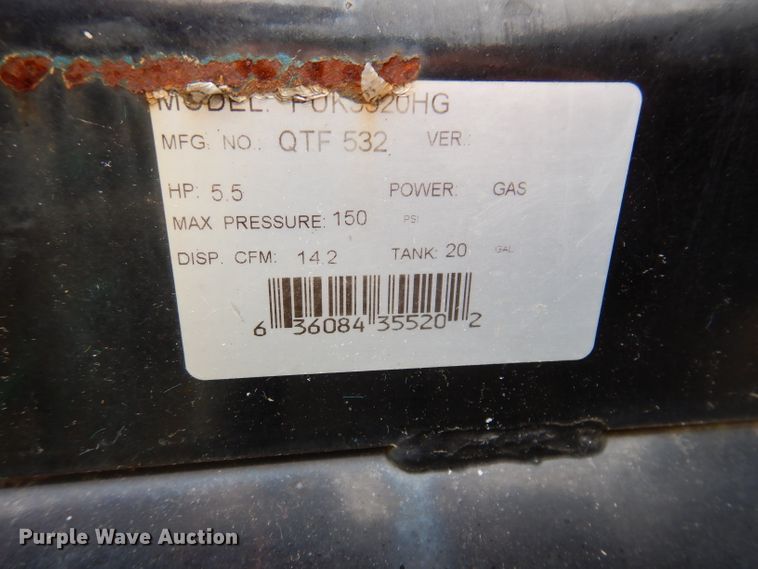 MODEL:
MFG. NO.: QTF 532 VER.:
HP: 5.5 POWER: GAS
MAX PRESSURE: 150 PSI
DISP. CFM: 14.2 TANK: 20 GAL
6 36084 35520 2
Purple Wave Auction